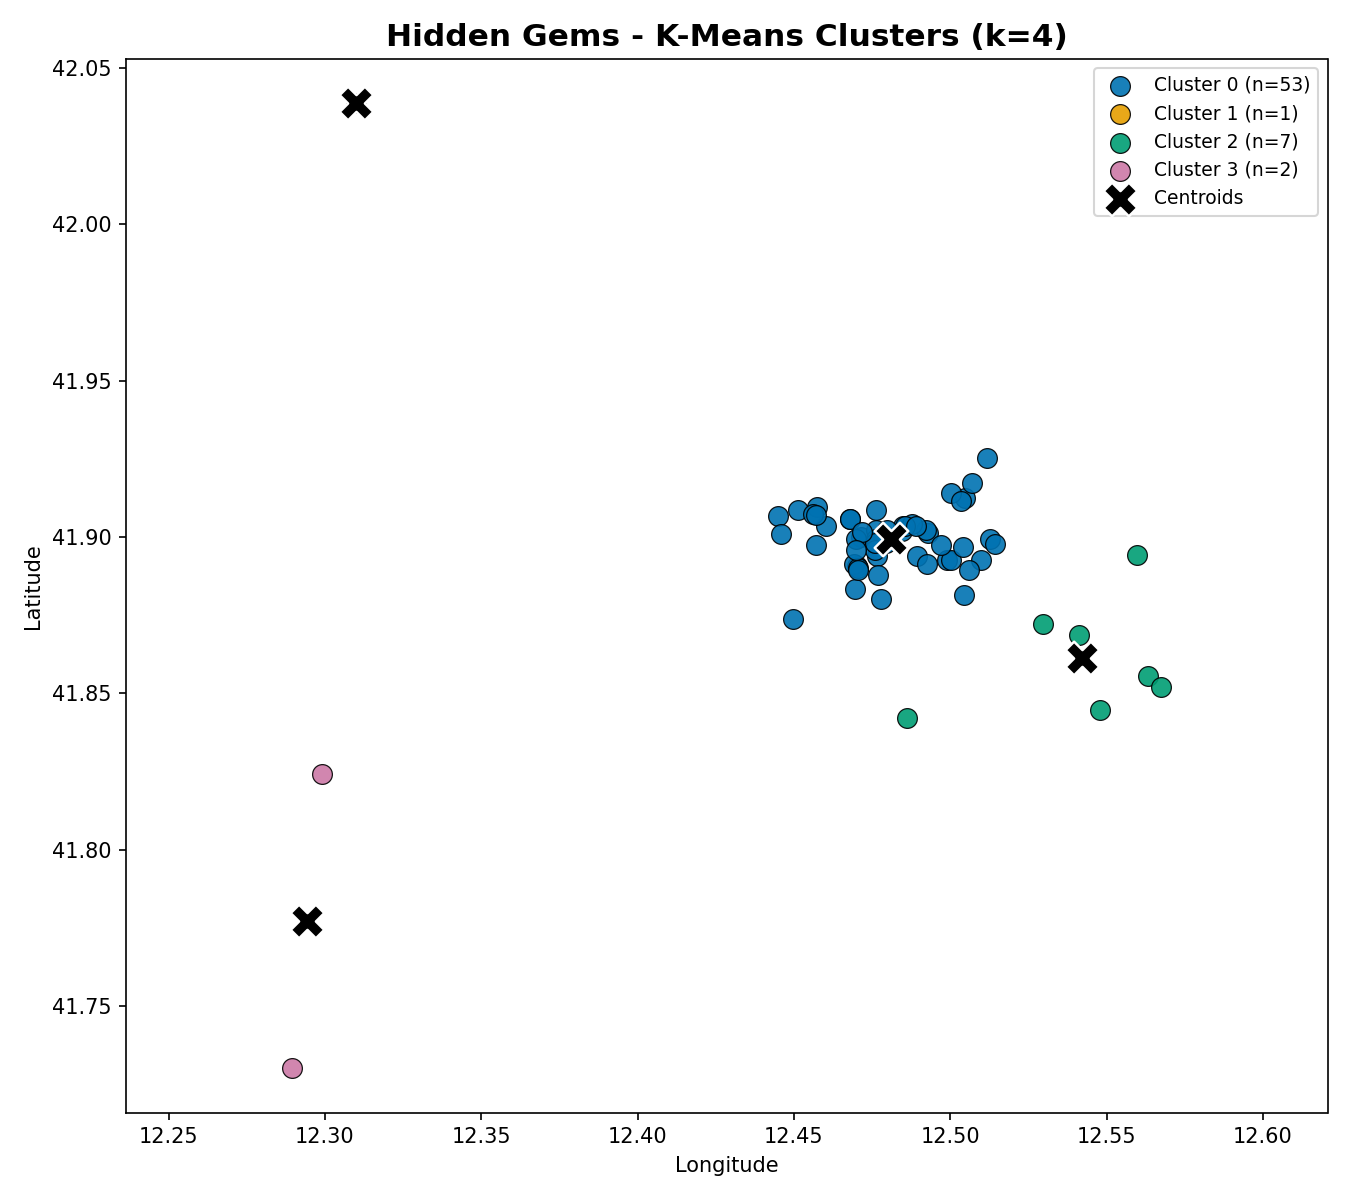 Hidden Gems - K-Means Clusters (k=4)
Cluster 0 (n=53)
Cluster 1 (n=1)
Cluster 2 (n=7)
Cluster 3 (n=2)
Centroids
42.05
42.00
41.95
41.90
41.85
41.80
41.75
Latitude
12.25
12.30
12.35
12.40
12.45
12.50
12.55
12.60
Longitude